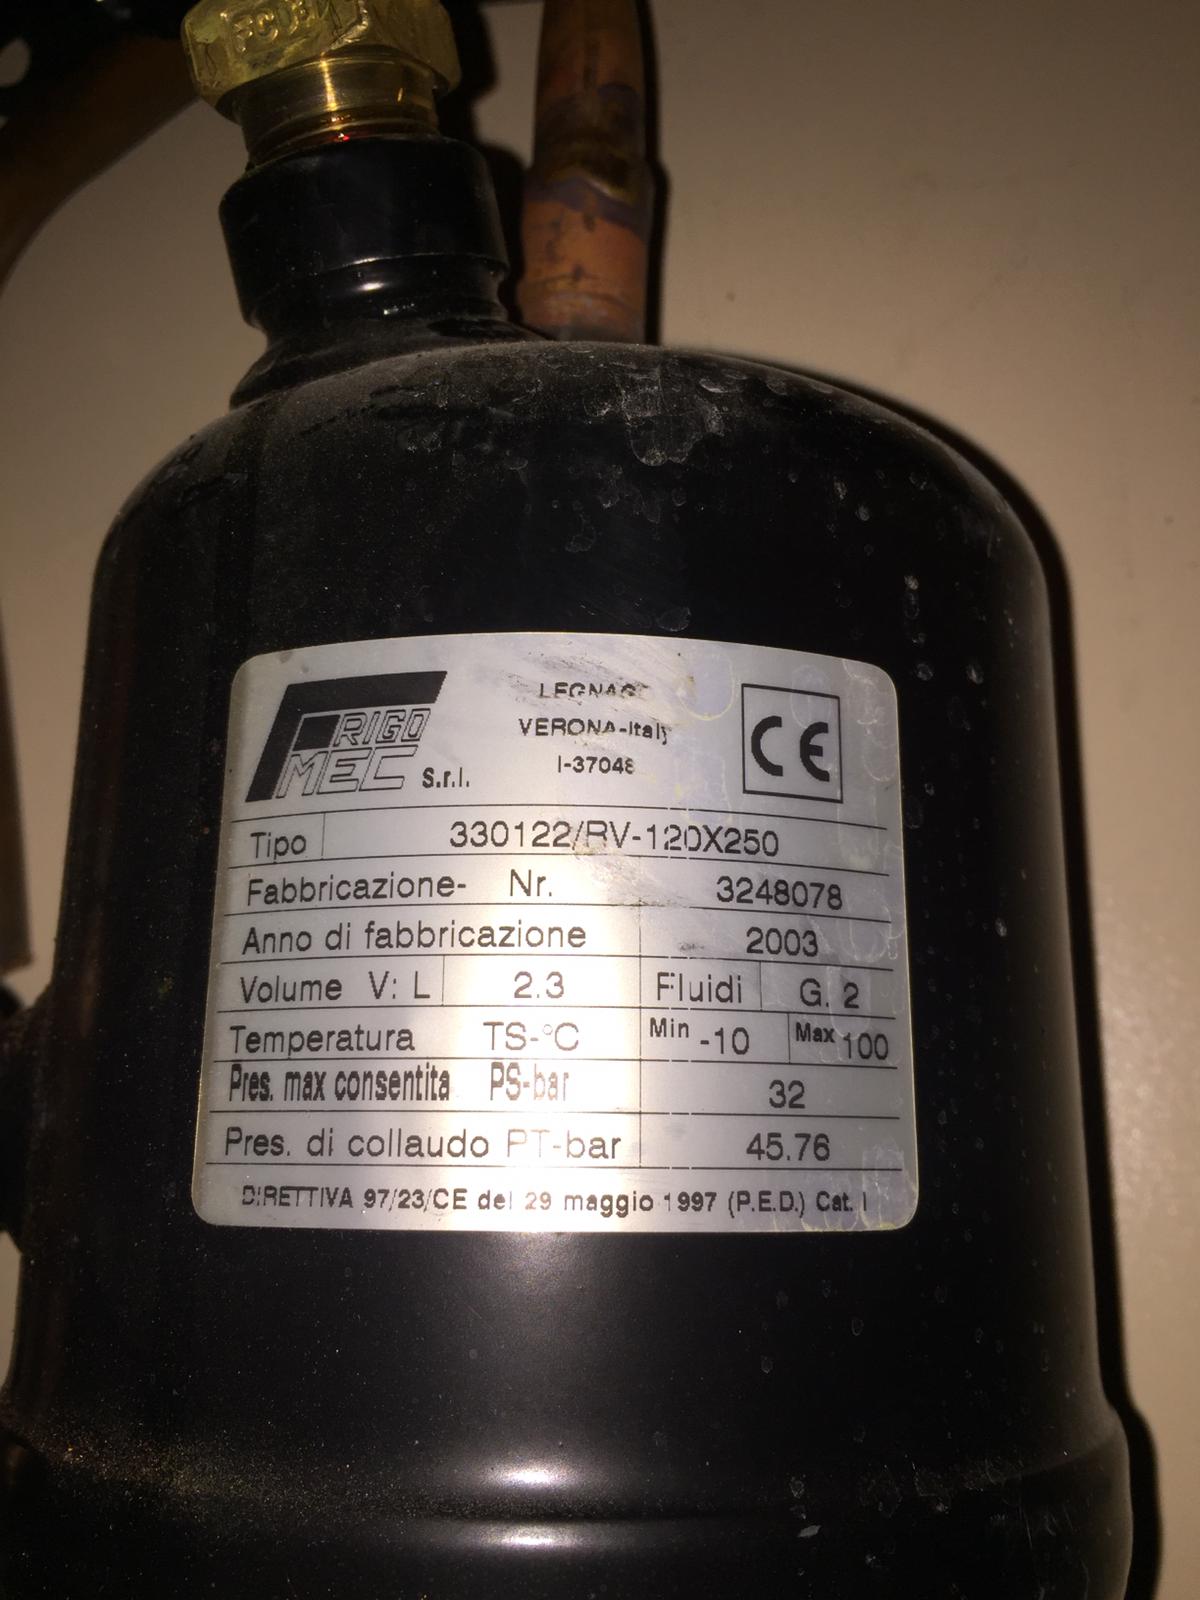 FRIGO
MEC S.r.l.
LEGNAGO
VERONA-Italy
I-37048
CE
Tipo 330122/RV-120X250
Fabbricazione- Nr. 3248078
Anno di fabbricazione 2003
Volume V: L 2.3 Fluidi G. 2
Temperatura TS-°C Min -10 Max 100
Pres. max consentita PS-bar 32
Pres. di collaudo PT-bar 45.76
DIRETTIVA 97/23/CE del 29 maggio 1997 (P.E.D.) Cat. I